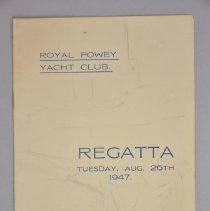 ROYAL FOWEY
YACHT CLUB.
REGATTA
TUESDAY, AUG. 26TH
1947.